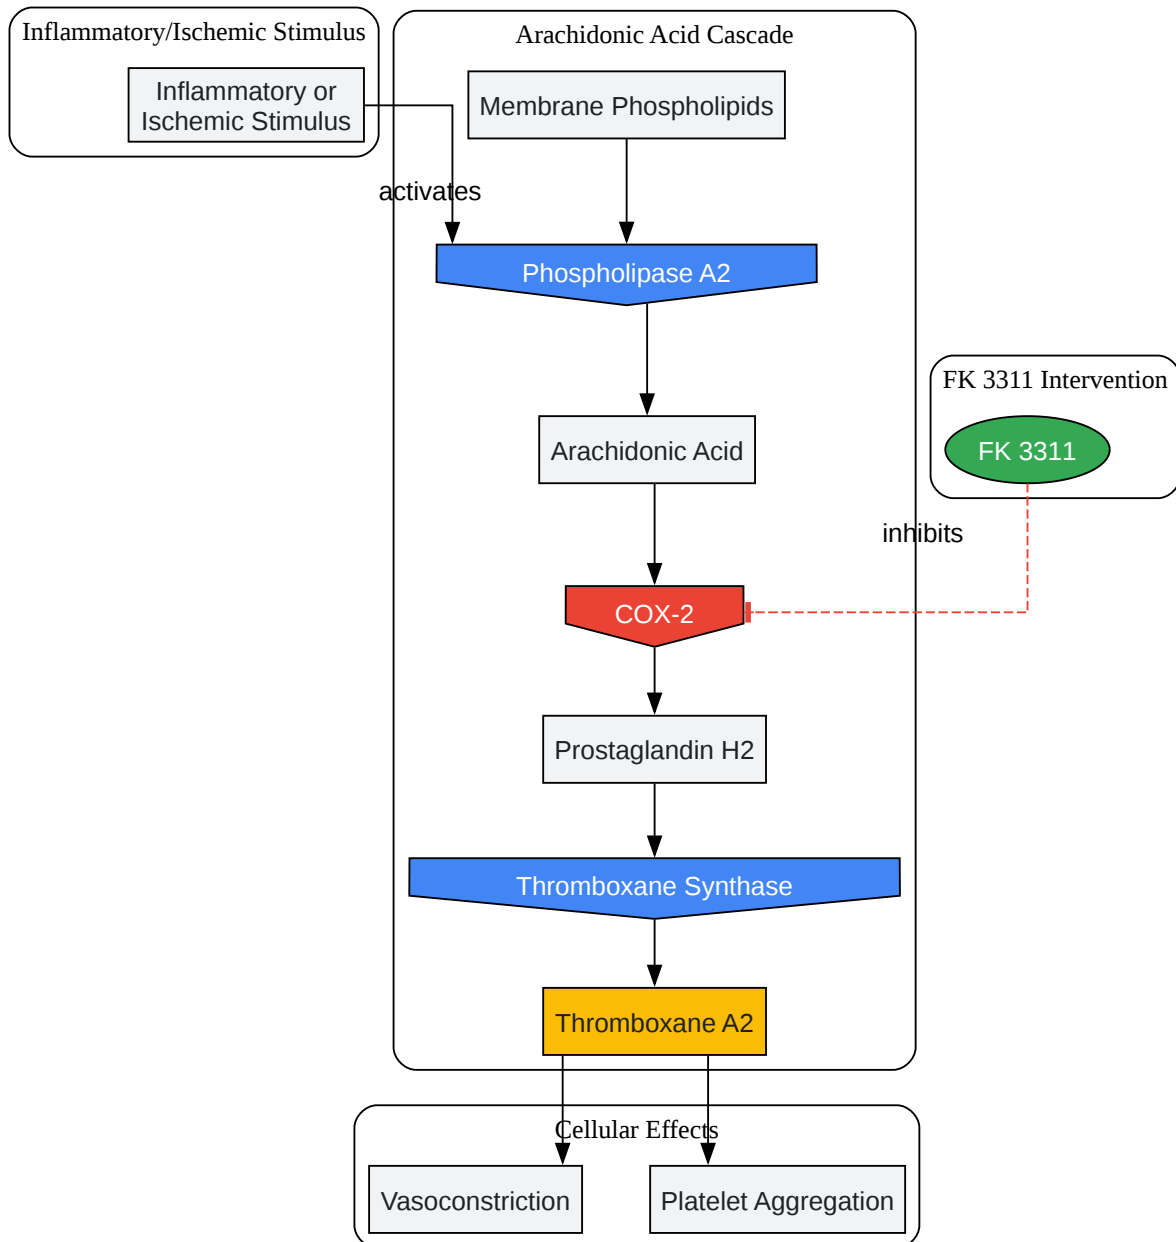 Inflammatory/Ischemic Stimulus
Inflammatory or
Ischemic Stimulus
Arachidonic Acid Cascade
Membrane Phospholipids
activates
Phospholipase A2
Arachidonic Acid
FK 3311 Intervention
FK 3311
inhibits
COX-2
Prostaglandin H2
Thromboxane Synthase
Thromboxane A2
Cellular Effects
Vasoconstriction
Platelet Aggregation